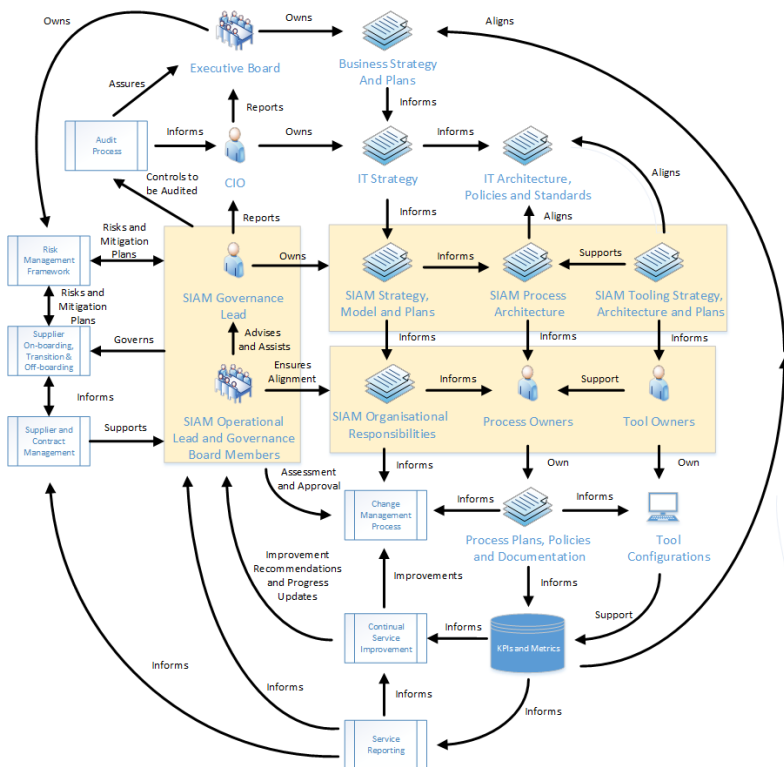 Owns
Owns
Aligns
Executive Board
Business Strategy
And Plans
Assures
Reports
Informs
Audit
Process
Informs
Owns
Informs
CIO
IT Strategy
IT Architecture,
Policies and Standards
Aligns
Controls to
be Audited
Reports
Informs
Aligns
Risks and
Mitigation
Plans
Risk
Management
Framework
Owns
Informs
Supports
SIAM Governance
Lead
SIAM Strategy,
Model and Plans
SIAM Process
Architecture
SIAM Tooling Strategy,
Architecture and Plans
Risks and
Mitigation
Plans
Supplier
On-boarding,
Transition &
Off-boarding
Governs
Advises
and Assists
Informs
Informs
Informs
Ensures
Alignment
Informs
Support
Informs
SIAM Operational
Lead and Governance
Board Members
SIAM Organisational
Responsibilities
Process Owners
Tool Owners
Supplier and
Contract
Management
Supports
Assessment
and Approval
Informs
Own
Own
Change
Management
Process
Informs
Informs
Process Plans, Policies
and Documentation
Tool
Configurations
Improvement
Recommendations
and Progress
Updates
Improvements
Informs
Support
Continual
Service
Improvement
Informs
KPIs and Metrics
Informs
Informs
Informs
Informs
Service
Reporting